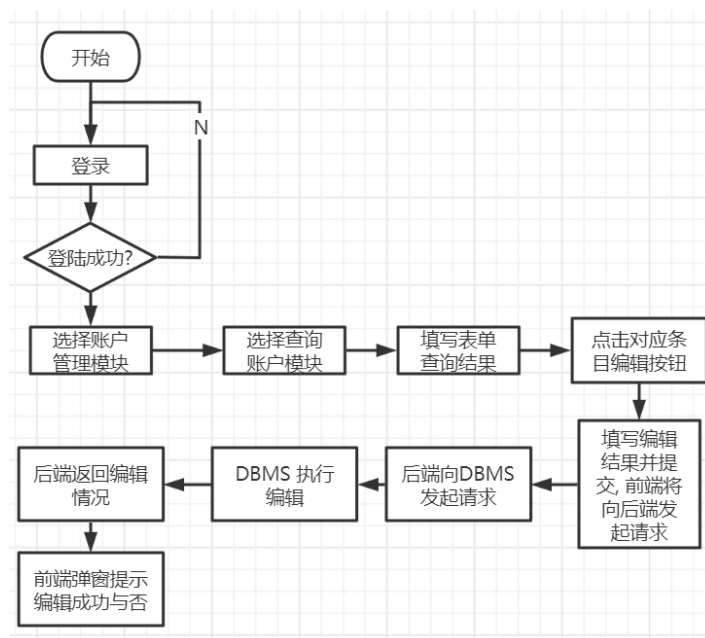 开始
N
登录
登陆成功?
选择账户
管理模块
选择查询
账户模块
填写表单
查询结果
点击对应条
目编辑按钮
填写编辑
结果并提
交, 前端将
向后端发
起请求
后端向DBMS
发起请求
DBMS 执行
编辑
后端返回编辑
情况
前端弹窗提示
编辑成功与否